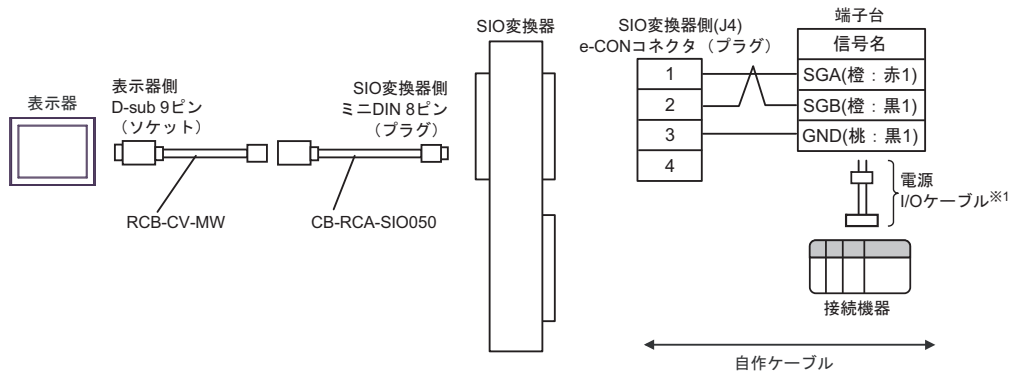 表示器
表示器側
D-sub 9ピン
（ソケット）
RCB-CV-MW
SIO変換器側
ミニDIN 8ピン
（プラグ）
CB-RCA-SIO050
SIO変換器
SIO変換器側(J4)
e-CONコネクタ（プラグ）
1
2
3
4
端子台
信号名
SGA(橙：赤1)
SGB(橙：黒1)
GND(桃：黒1)
電源
I/Oケーブル※1
接続機器
自作ケーブル